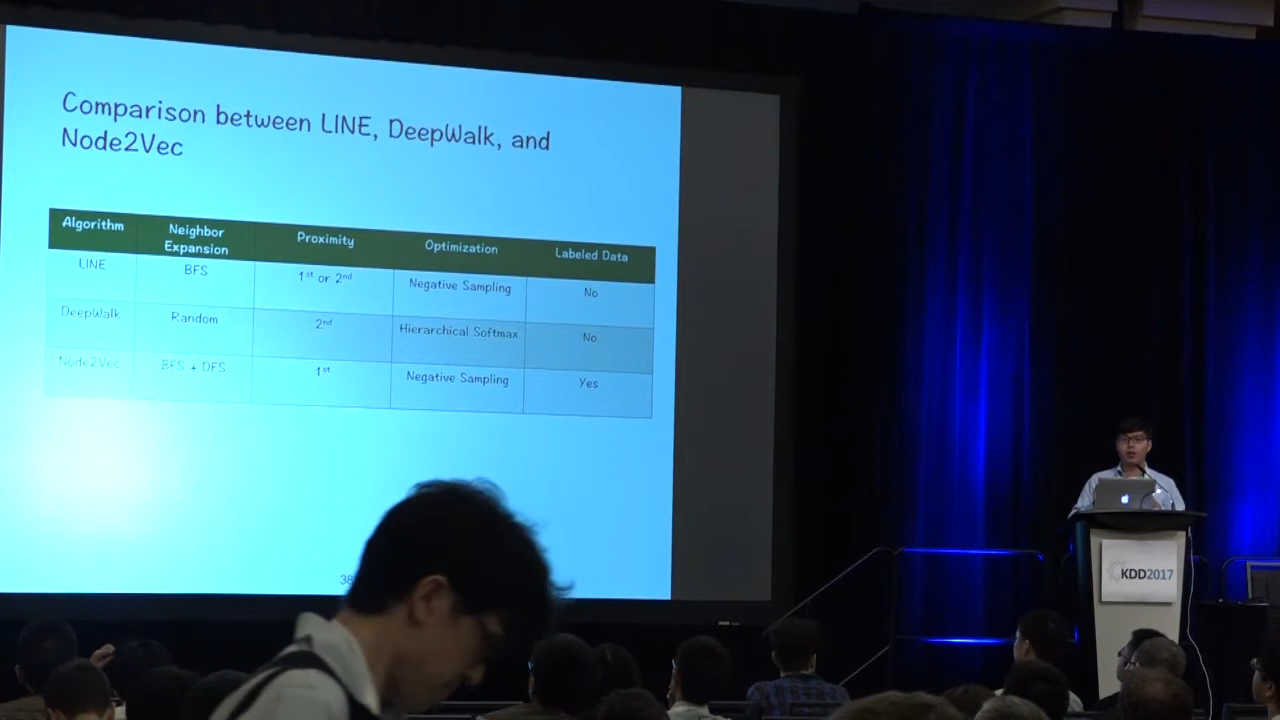 Comparison between LINE, DeepWalk, and
Node2Vec
Algorithm Neighbor Expansion Proximity Optimization Labeled Data
LINE BFS 1st or 2nd Negative Sampling No
DeepWalk Random 2nd Hierarchical Softmax No
Node2Vec BFS + DFS 1st Negative Sampling Yes
38
KDD2017